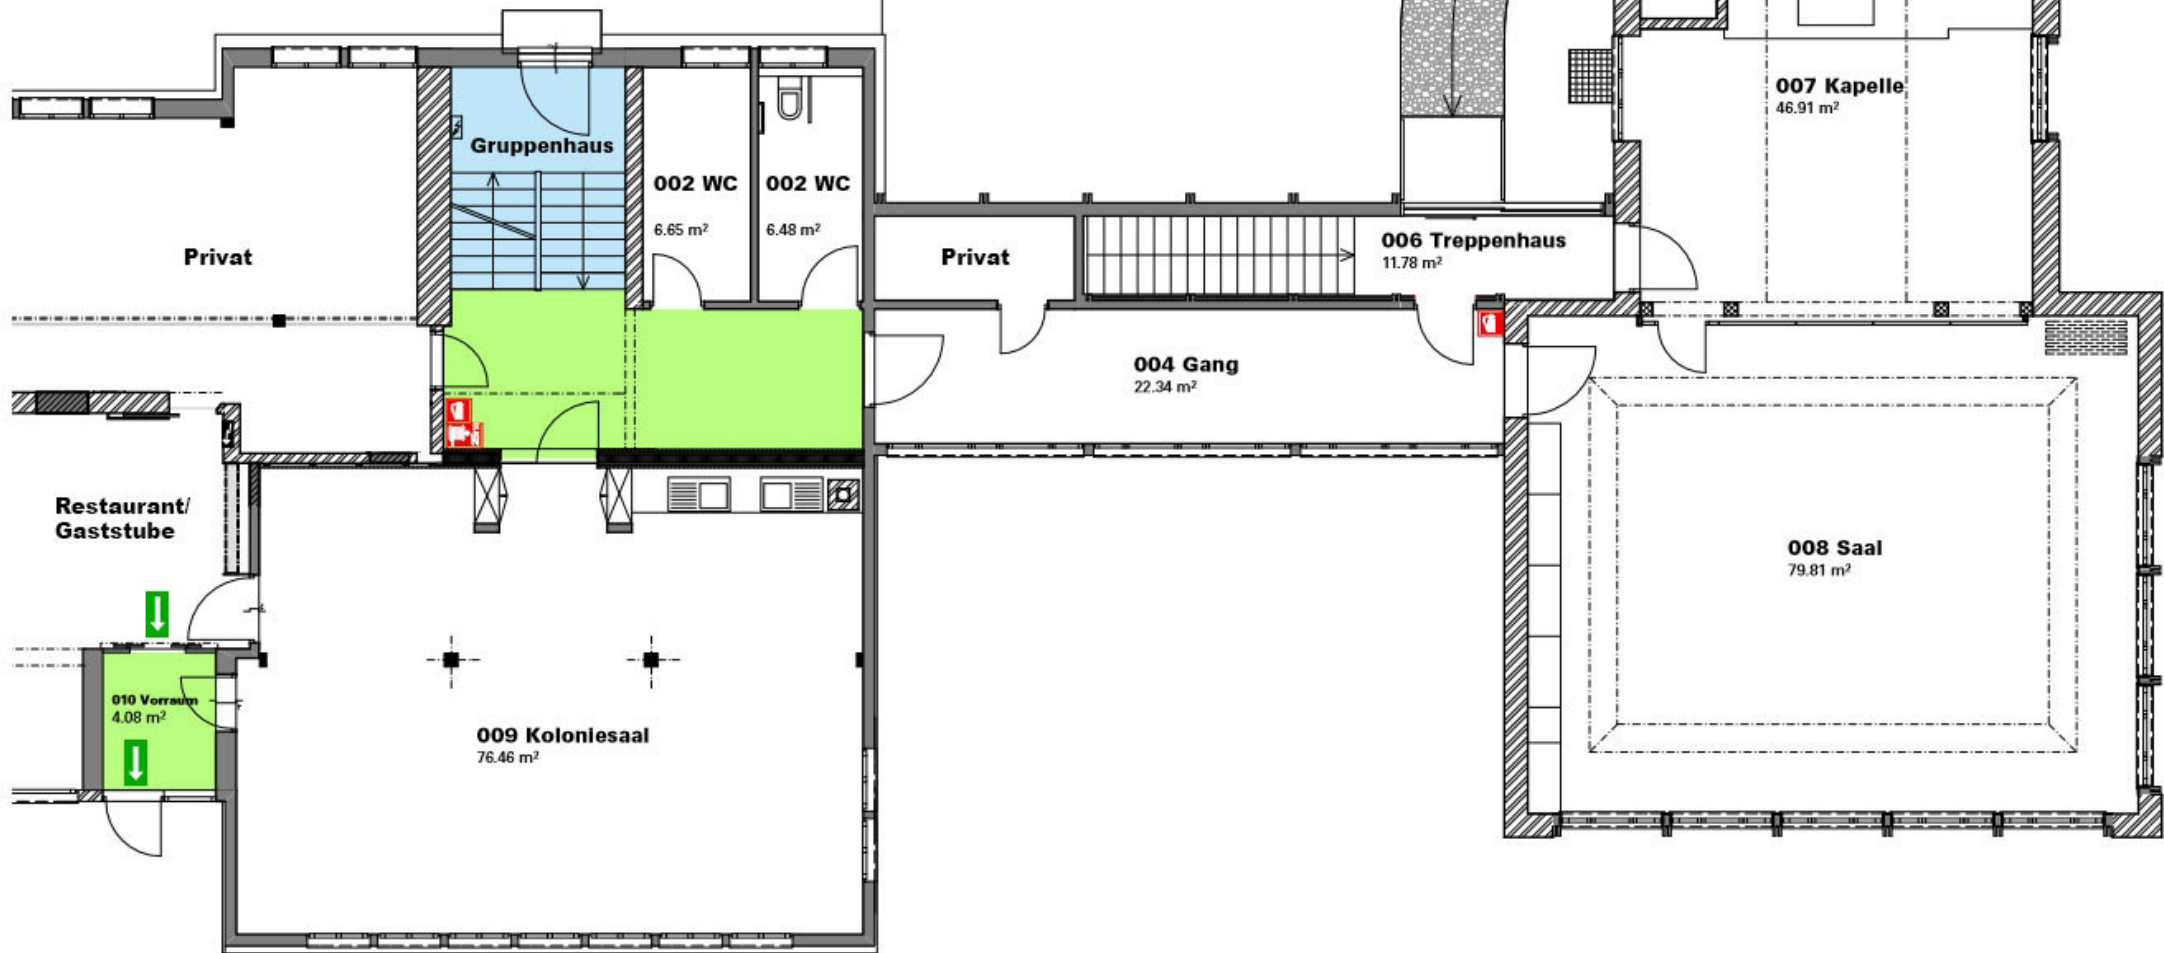 007 Kapelle
46.91 m²
Gruppenhaus
002 WC
6.65 m²
002 WC
6.48 m²
Privat
Privat
006 Treppenhaus
11.78 m²
004 Gang
22.34 m²
Restaurant/
Gaststube
008 Saal
79.81 m²
010 Vorraum
4.08 m²
009 Koloniesaal
76.46 m²